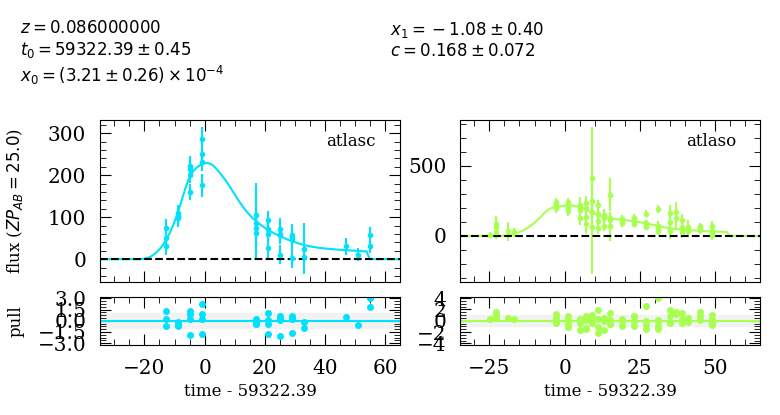 z = 0.086000000
t₀ = 59322.39 ± 0.45
x₀ = (3.21 ± 0.26) × 10⁻⁴
x₁ = −1.08 ± 0.40
c = 0.168 ± 0.072
flux (ZP_AB = 25.0)
300
200
100
0
atlasc
500
0
atlaso
pull
3.0
1.5
0.0
−1.5
−3.0
4
2
0
−2
−4
−20 0 20 40 60
time - 59322.39
−25 0 25 50
time - 59322.39